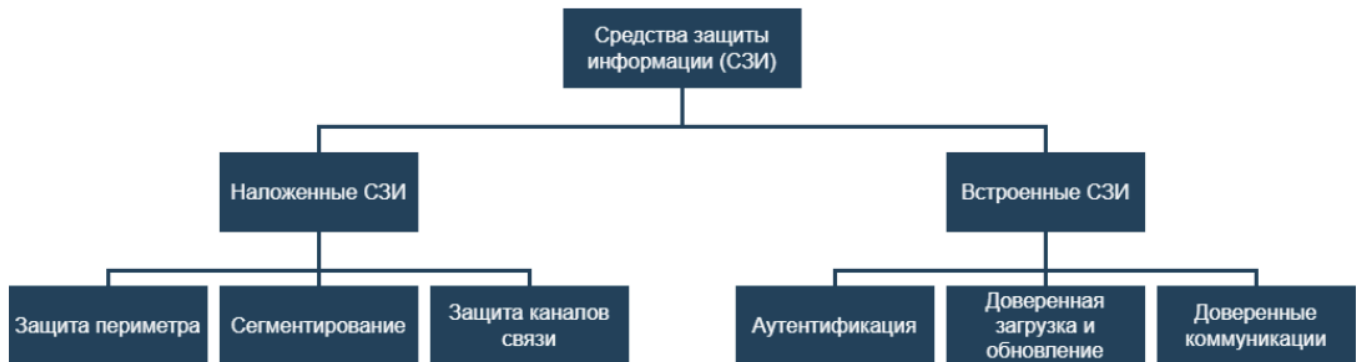 Средства защиты
информации (СЗИ)
Наложенные СЗИ
Встроенные СЗИ
Защита периметра
Сегментирование
Защита каналов
связи
Аутентификация
Доверенная
загрузка и
обновление
Доверенные
коммуникации